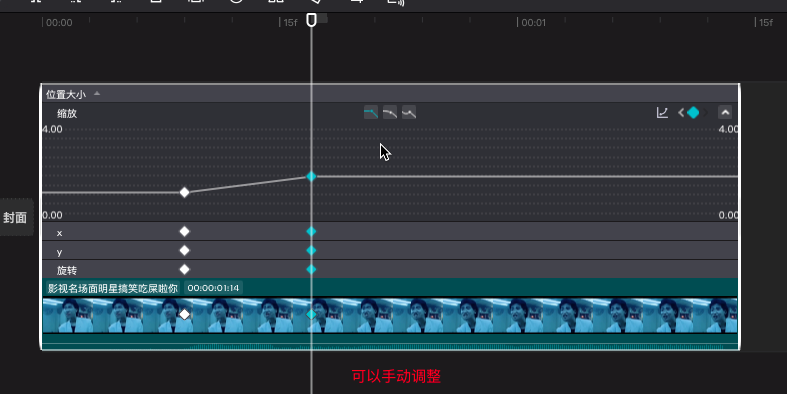 00:00
15f
00:01
15f
位置大小
缩放
4.00
4.00
0.00
0.00
封面
x
y
旋转
影视名场面明星搞笑吃屎啦你 00:00:01:14
可以手动调整